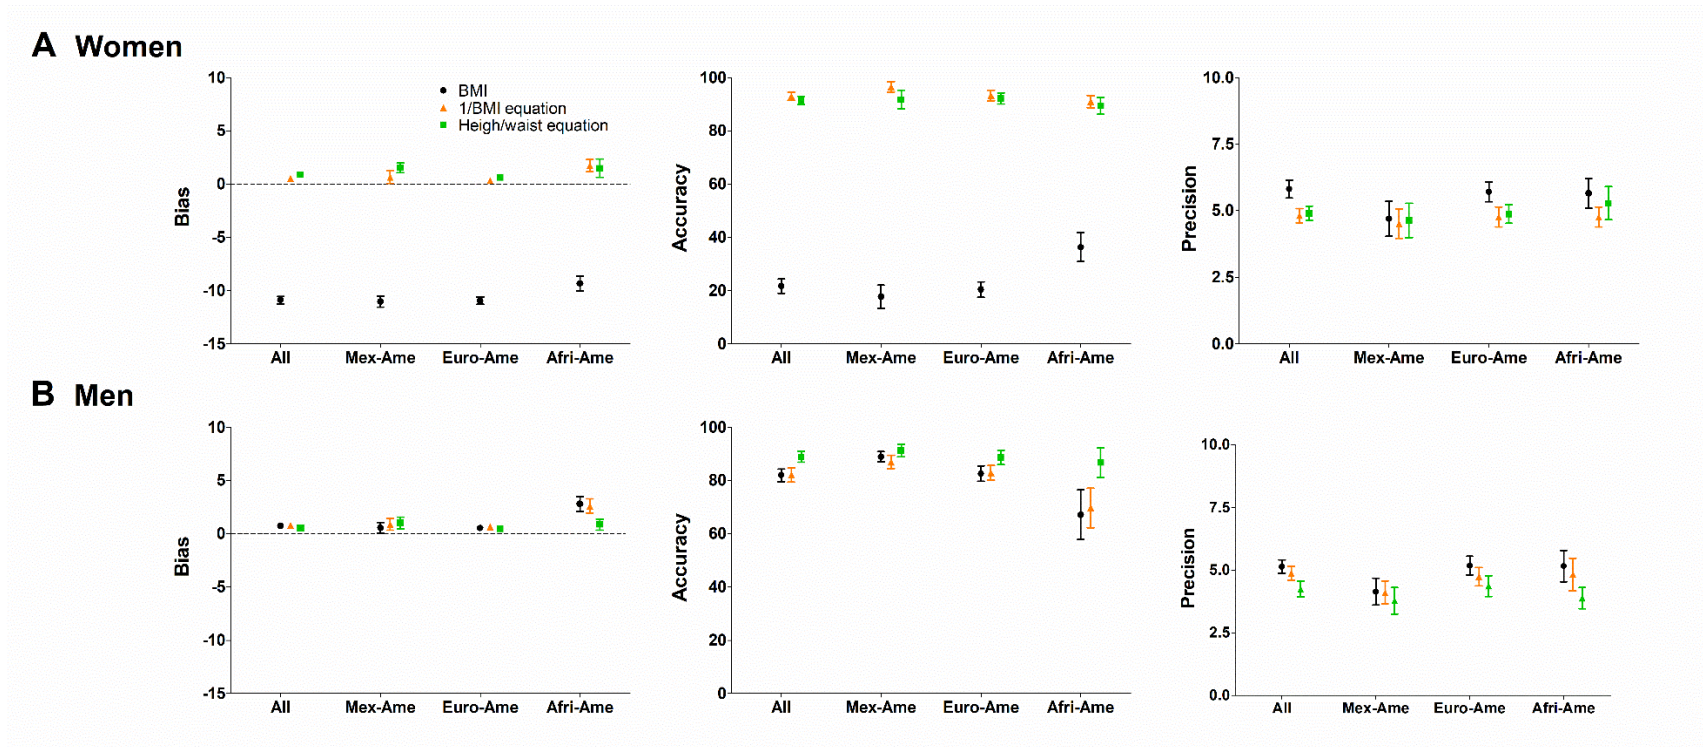 A Women
Bias
10
5
0
-5
-10
-15
BMI
1/BMI equation
Heigh/waist equation
All Mex-Ame Euro-Ame Afri-Ame
Accuracy
100
80
60
40
20
0
All Mex-Ame Euro-Ame Afri-Ame
Precision
10.0
7.5
5.0
2.5
0.0
All Mex-Ame Euro-Ame Afri-Ame
B Men
Bias
10
5
0
-5
-10
-15
All Mex-Ame Euro-Ame Afri-Ame
Accuracy
100
80
60
40
20
0
All Mex-Ame Euro-Ame Afri-Ame
Precision
10.0
7.5
5.0
2.5
0.0
All Mex-Ame Euro-Ame Afri-Ame